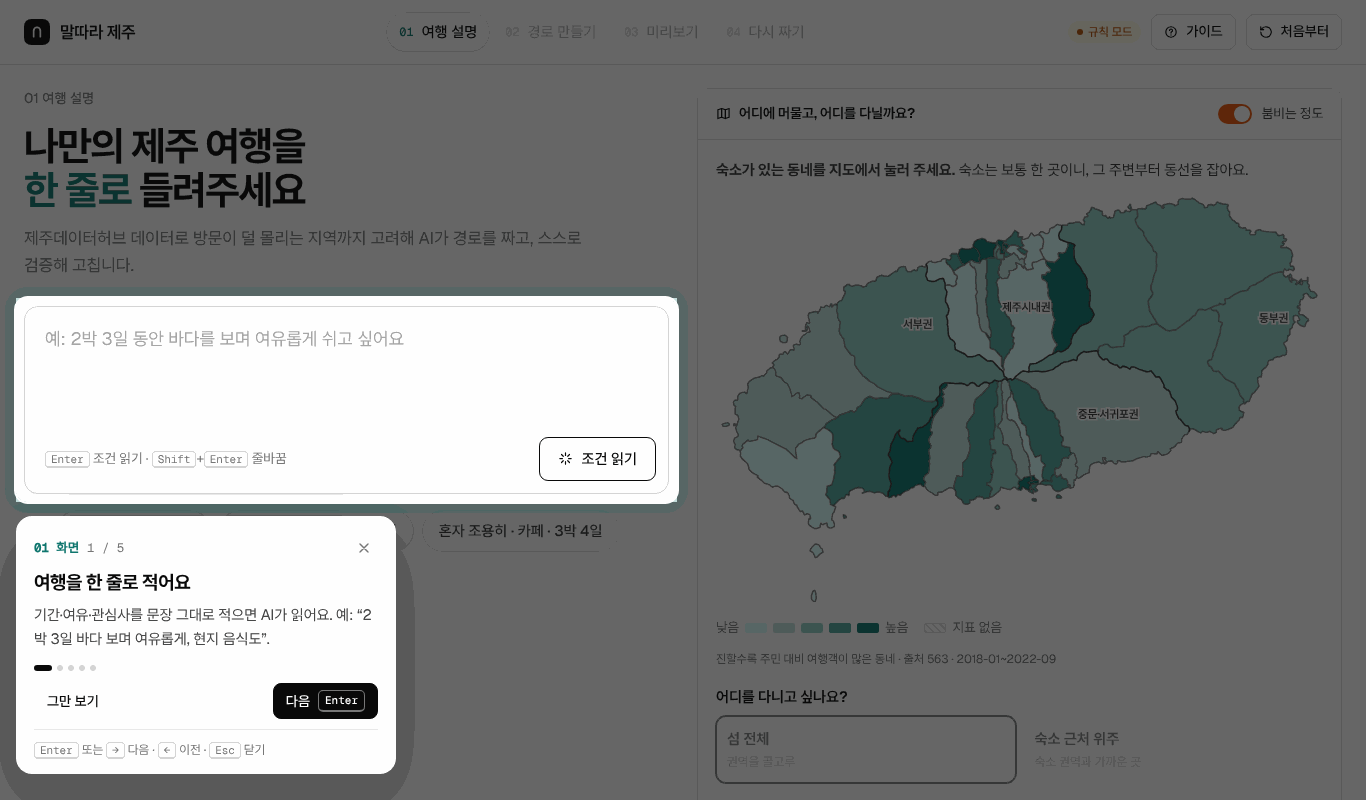 말따라 제주
01 여행 설명
02 경로 만들기
03 미리보기
04 다시 짜기
규칙 모드
가이드
처음부터
01 여행 설명
나만의 제주 여행을
한 줄로 들려주세요
제주데이터허브 데이터로 방문이 덜 몰리는 지역까지 고려해 AI가 경로를 짜고, 스스로
검증해 고칩니다.
예: 2박 3일 동안 바다를 보며 여유롭게 쉬고 싶어요
Enter 조건 읽기 · Shift+Enter 줄바꿈
조건 읽기
혼자 조용히 · 카페 · 3박 4일
01 화면 1 / 5
여행을 한 줄로 적어요
기간·여유·관심사를 문장 그대로 적으면 AI가 읽어요. 예: “2
박 3일 바다 보며 여유롭게, 현지 음식도”.
그만 보기
다음 Enter
Enter 또는 → 다음 · ← 이전 · Esc 닫기
어디에 머물고, 어디를 다닐까요?
붐비는 정도
숙소가 있는 동네를 지도에서 눌러 주세요. 숙소는 보통 한 곳이니, 그 주변부터 동선을 잡아요.
제주시내권
서부권
동부권
중문·서귀포권
낮음
높음
지표 없음
진할수록 주민 대비 여행객이 많은 동네 · 출처 563 · 2018-01~2022-09
어디를 다니고 싶나요?
섬 전체
권역을 골고루
숙소 근처 위주
숙소 권역과 가까운 곳